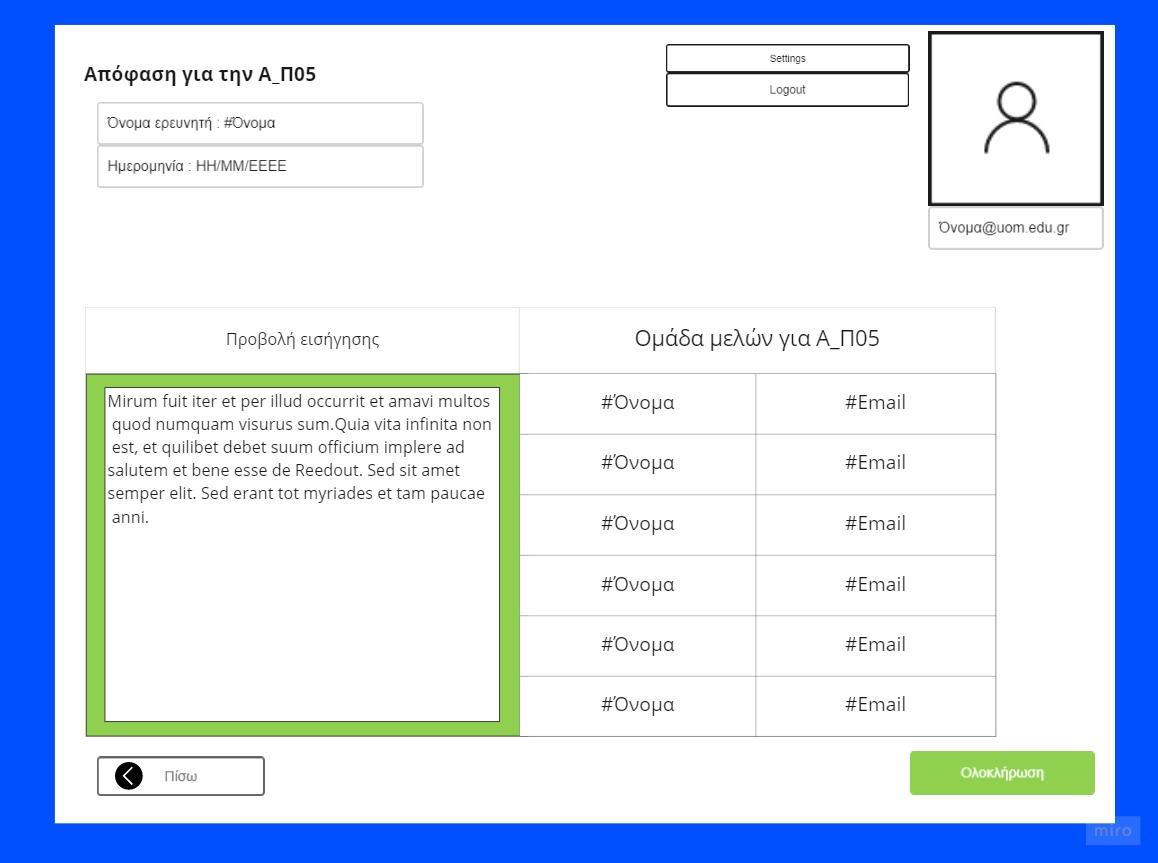 Απόφαση για την Α_Π05
Settings
Logout
Όνομα ερευνητή : #Όνομα
Ημερομηνία : ΗΗ/ΜΜ/ΕΕΕΕ
Όνομα@uom.edu.gr
Προβολή εισήγησης
Ομάδα μελών για Α_Π05
Mirum fuit iter et per illud occurrit et amavi multos
quod numquam visurus sum.Quia vita infinita non
est, et quilibet debet suum officium implere ad
salutem et bene esse de Reedout. Sed sit amet
semper elit. Sed erant tot myriades et tam paucae
anni.
#Όνομα #Email
#Όνομα #Email
#Όνομα #Email
#Όνομα #Email
#Όνομα #Email
#Όνομα #Email
Πίσω
Ολοκλήρωση
miro